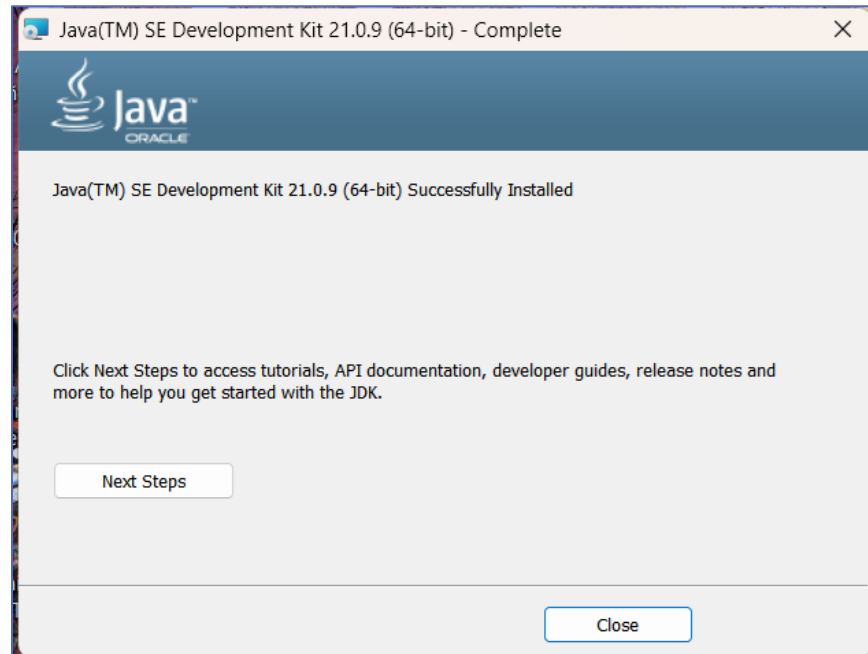 Java(TM) SE Development Kit 21.0.9 (64-bit) - Complete
Java™
ORACLE
Java(TM) SE Development Kit 21.0.9 (64-bit) Successfully Installed
Click Next Steps to access tutorials, API documentation, developer guides, release notes and
more to help you get started with the JDK.
Next Steps
Close